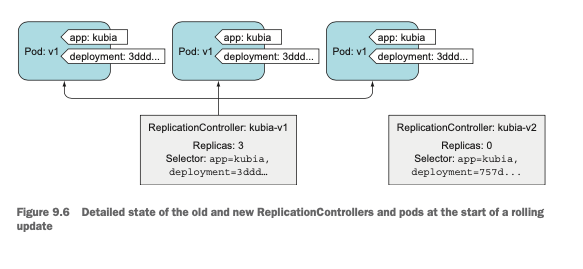 app: kubia
Pod: v1
deployment: 3ddd...
app: kubia
Pod: v1
deployment: 3ddd...
app: kubia
Pod: v1
deployment: 3ddd...
ReplicationController: kubia-v1
Replicas: 3
Selector: app=kubia,
deployment=3ddd…
ReplicationController: kubia-v2
Replicas: 0
Selector: app=kubia,
deployment=757d...
Figure 9.6 Detailed state of the old and new ReplicationControllers and pods at the start of a rolling
update